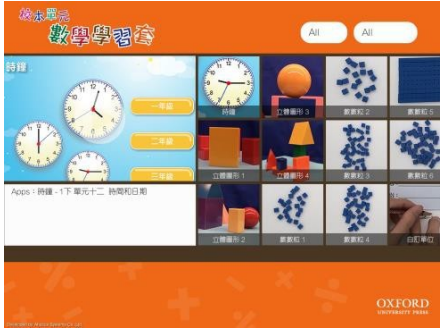 校本單元
數學學習套
All
All
時鐘
一年級
二年級
三年級
Apps：時鐘 - 1下 單元十二 時間和日期
時鐘
立體圖形 3
數數粒 2
數數粒 5
立體圖形 1
立體圖形 4
數數粒 3
數數粒 6
立體圖形 2
數數粒 1
數數粒 4
自訂單位
OXFORD
UNIVERSITY PRESS